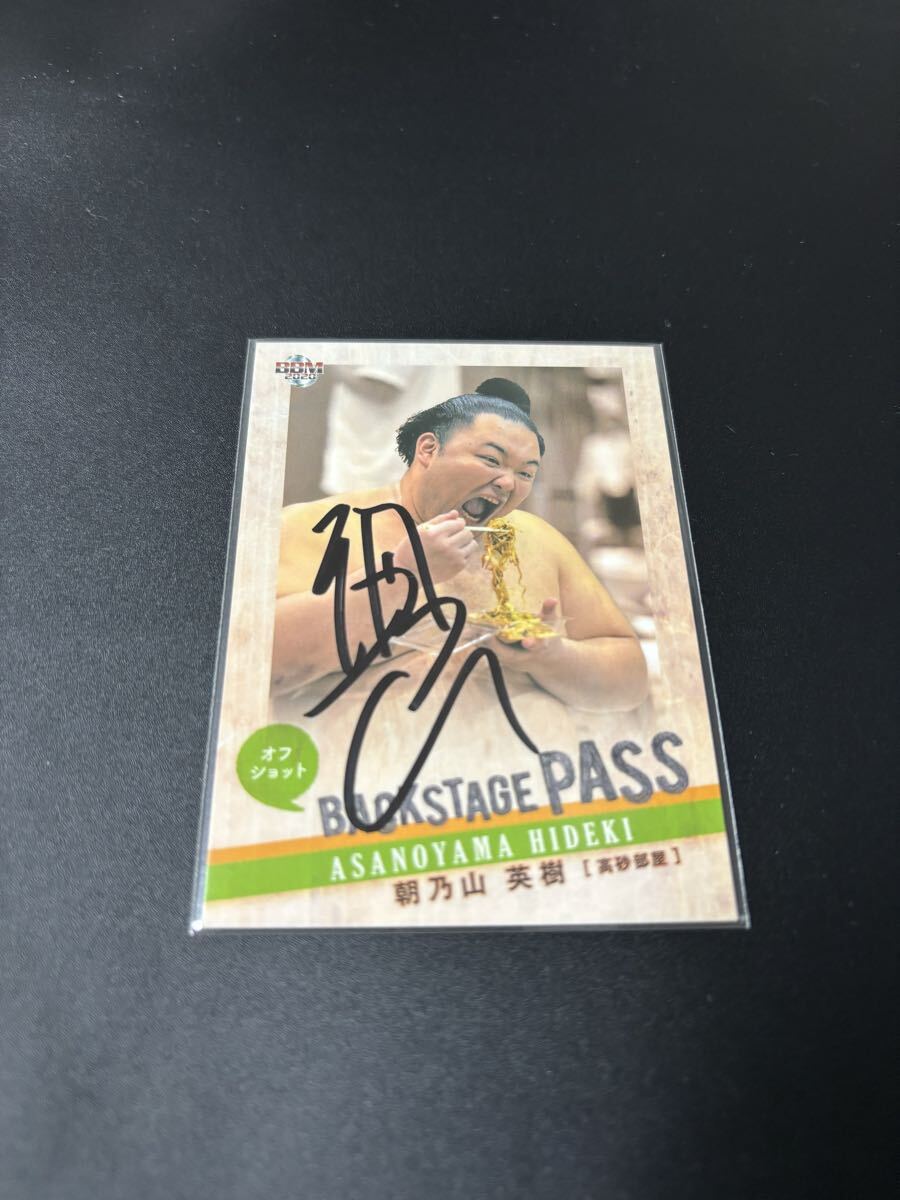 BBM
2020
オフ
ショット
BACKSTAGE PASS
ASANOYAMA HIDEKI
朝乃山 英樹 [高砂部屋]